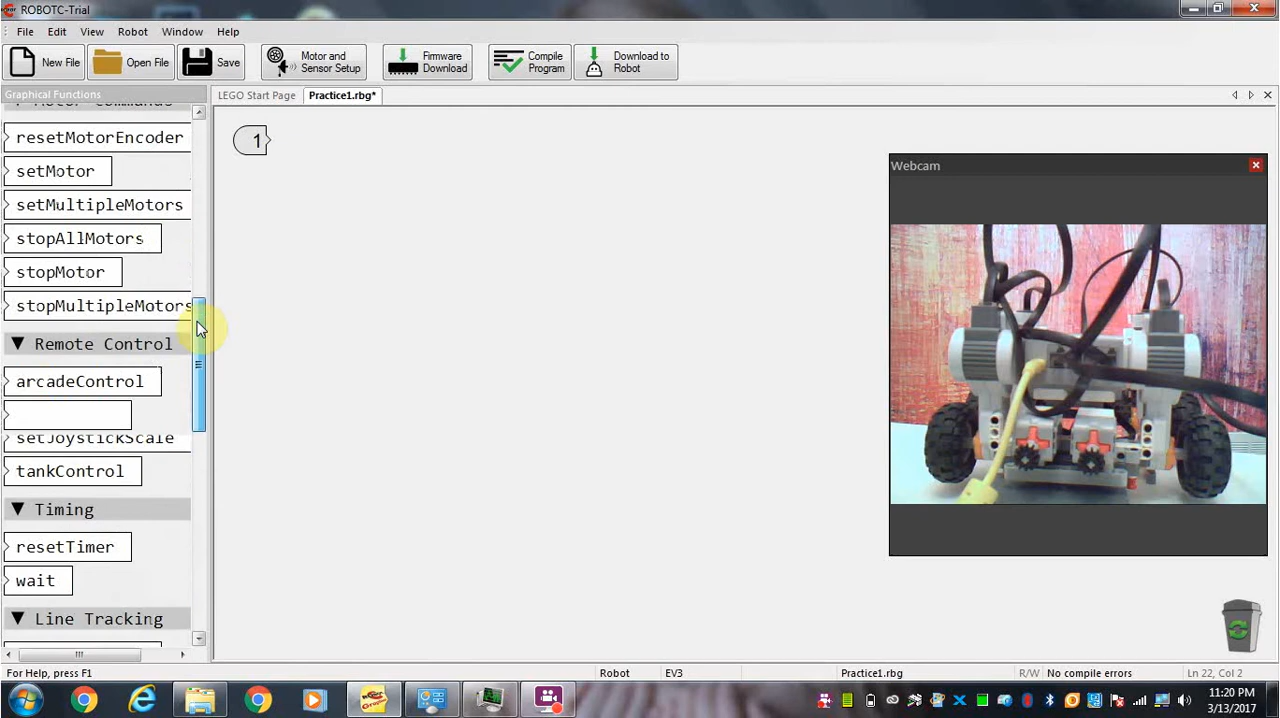 ROBOTC-Trial
File Edit View Robot Window Help
New File Open File Save Motor and Sensor Setup Firmware Download Compile Program Download to Robot
Graphical Functions
LEGO Start Page Practice1.rbg*
Motor Commands
resetMotorEncoder
setMotor
setMultipleMotors
stopAllMotors
stopMotor
stopMultipleMotors
Remote Control
arcadeControl
setJoystickScale
tankControl
Timing
resetTimer
wait
Line Tracking
1
Webcam
For Help, press F1
Robot EV3 Practice1.rbg R/W No compile errors Ln 22, Col 2
11:20 PM
3/13/2017